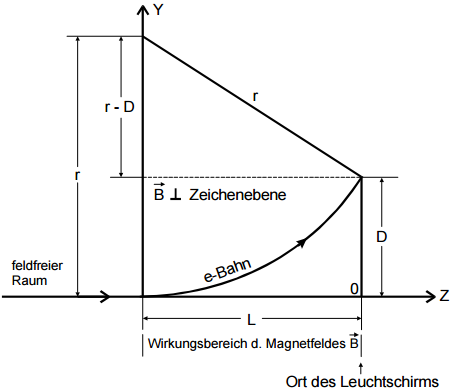 Y
r - D
r
r
B ⊥ Zeichenebene
D
e-Bahn
feldfreier
Raum
0
Z
L
Wirkungsbereich d. Magnetfeldes B
Ort des Leuchtschirms